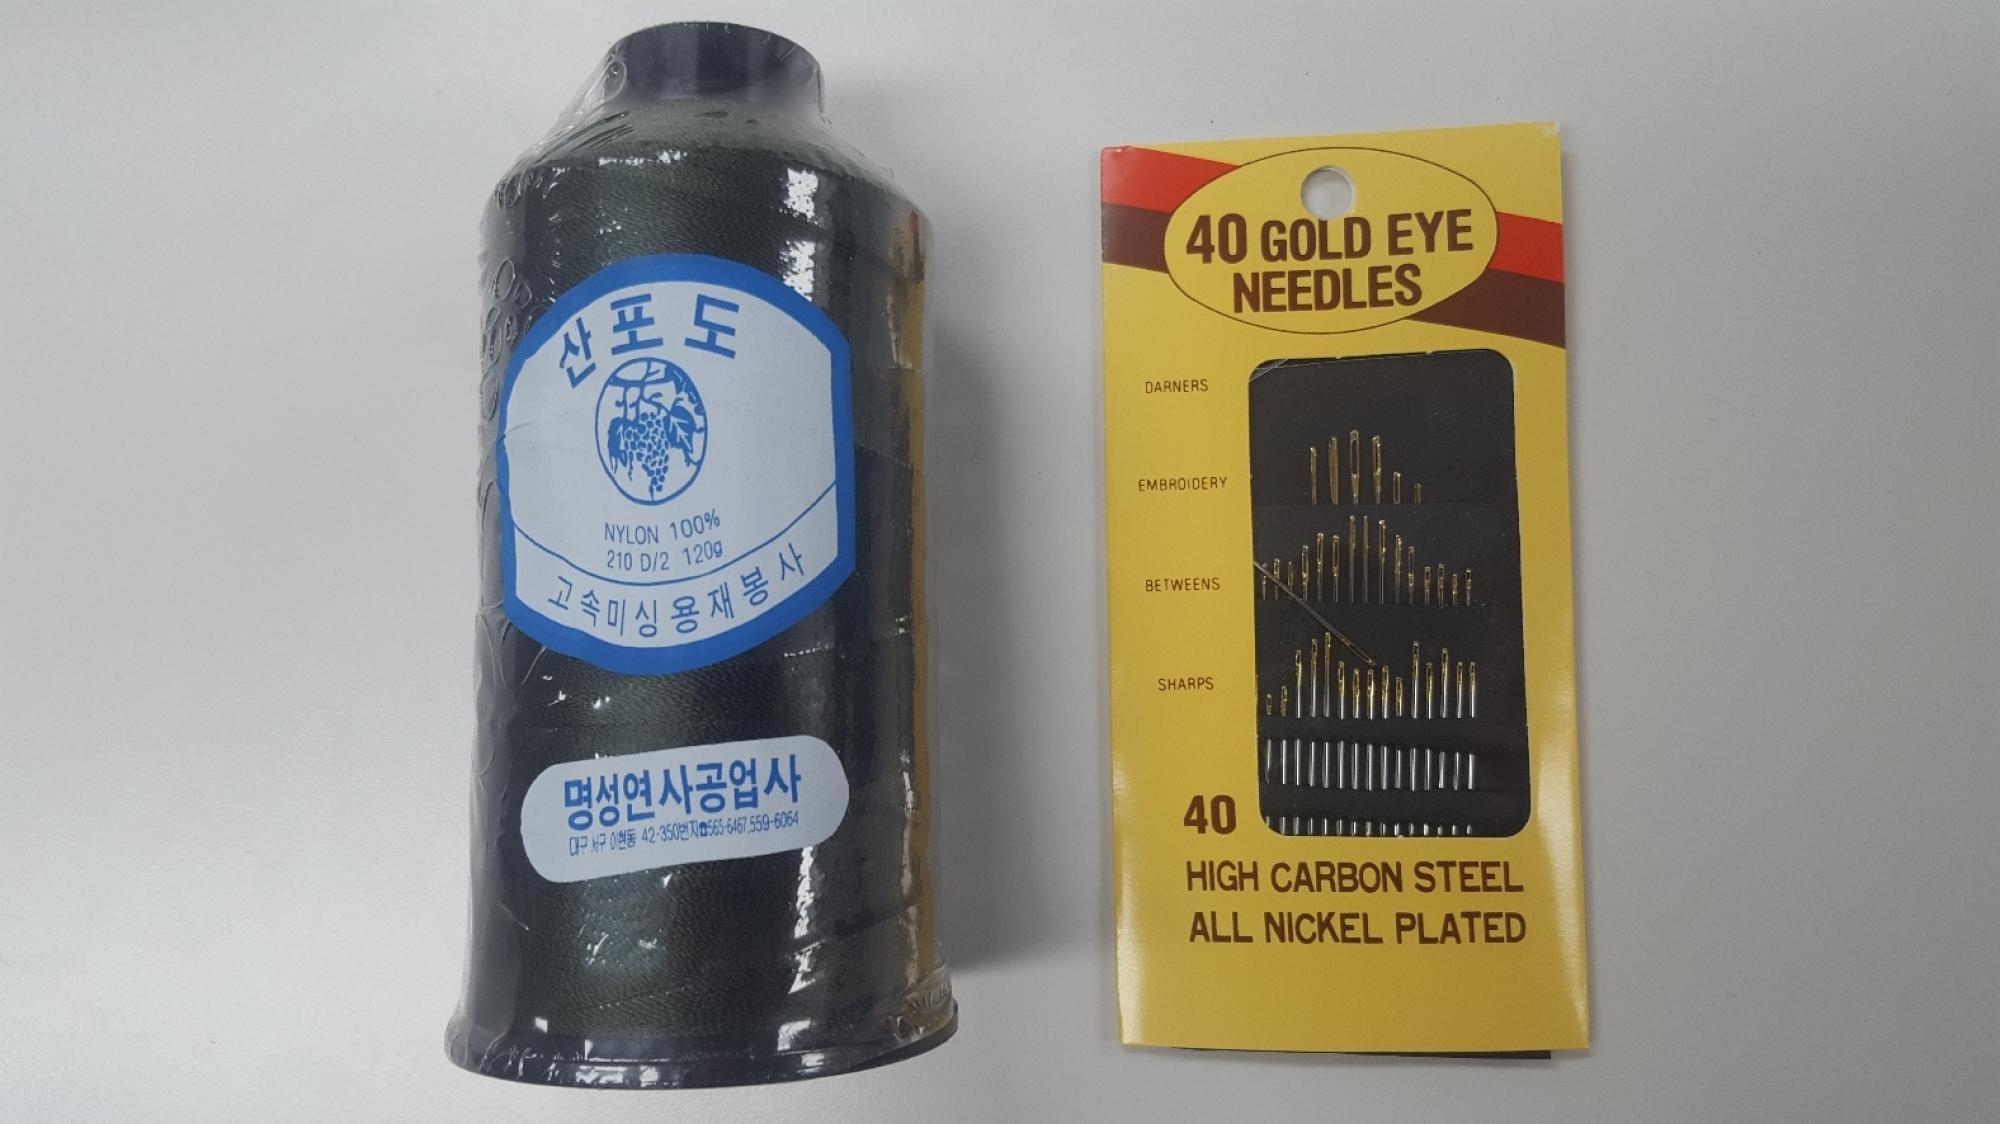 산포도
NYLON 100%
210 D/2 120g
고속미싱용재봉사
명성연사공업사
대구 서구 이현동 42-350번지☎565-6467,559-6064
40 GOLD EYE
NEEDLES
DARNERS
EMBROIDERY
BETWEENS
SHARPS
40
HIGH CARBON STEEL
ALL NICKEL PLATED